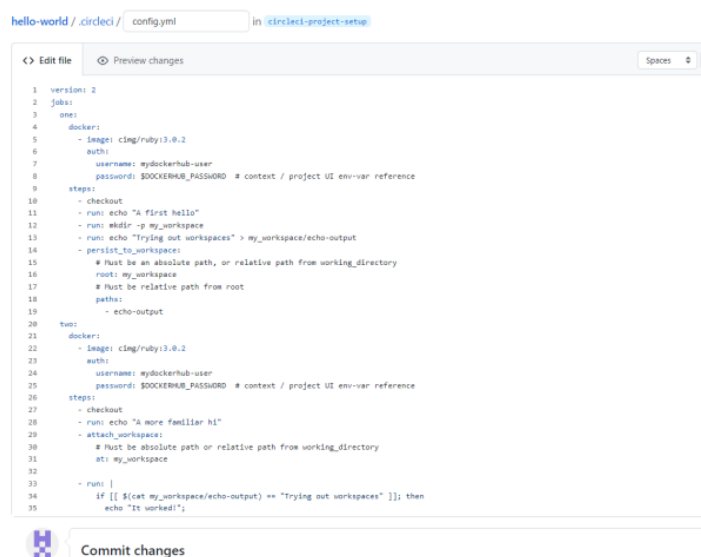 hello-world / .circleci / config.yml in circleci-project-setup
<> Edit file Preview changes Spaces
1 version: 2
2 jobs:
3 one:
4 docker:
5 - image: cimg/ruby:3.0.2
6 auth:
7 username: mydockerhub-user
8 password: $DOCKERHUB_PASSWORD # context / project UI env-var reference
9 steps:
10 - checkout
11 - run: echo "A first hello"
12 - run: mkdir -p my_workspace
13 - run: echo "Trying out workspaces" > my_workspace/echo-output
14 - persist_to_workspace:
15 # Must be an absolute path, or relative path from working_directory
16 root: my_workspace
17 # Must be relative path from root
18 paths:
19 - echo-output
20 two:
21 docker:
22 - image: cimg/ruby:3.0.2
23 auth:
24 username: mydockerhub-user
25 password: $DOCKERHUB_PASSWORD # context / project UI env-var reference
26 steps:
27 - checkout
28 - run: echo "A more familiar hi"
29 - attach_workspace:
30 # Must be absolute path or relative path from working_directory
31 at: my_workspace
32
33 - run: |
34 if [[ $(cat my_workspace/echo-output) == "Trying out workspaces" ]]; then
35 echo "It worked!";
Commit changes